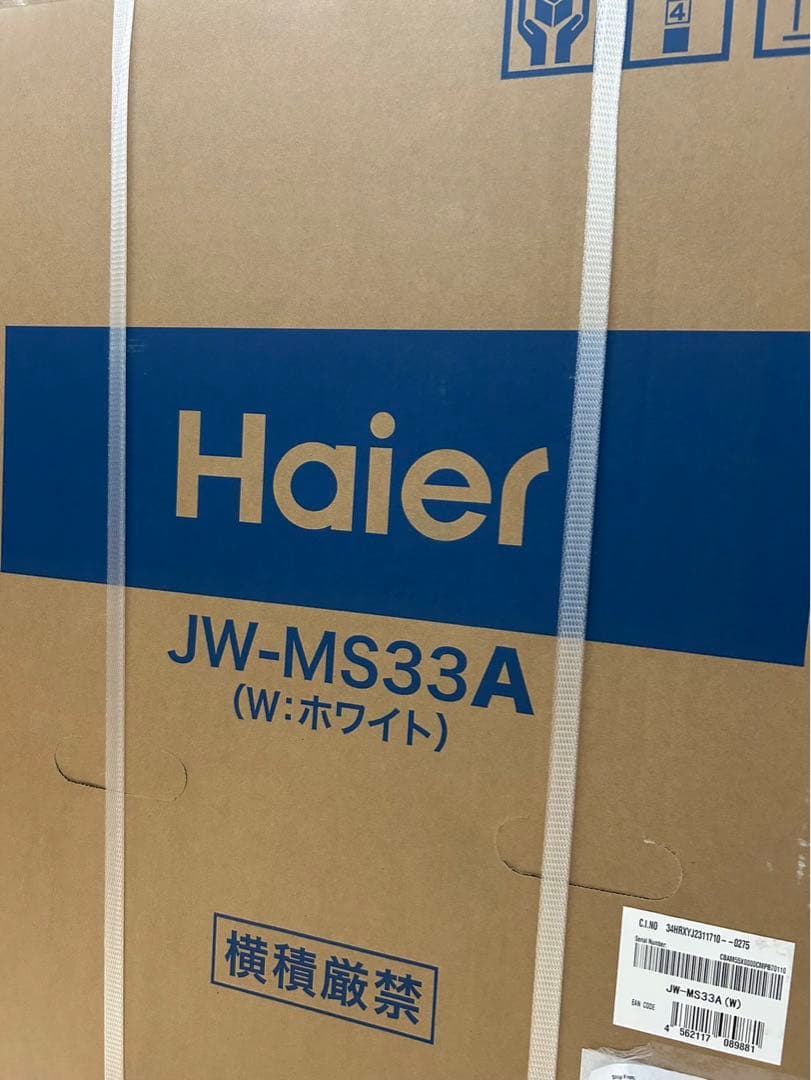 4
Haier
JW-MS33A
(W:ホワイト)
横積厳禁
C.I.NO 34HRXYJ2311710--0275
Serial Number:
CBAM55X0000CMPB70110
JW-MS33A(W)
EAN CODE
4 562117 089881